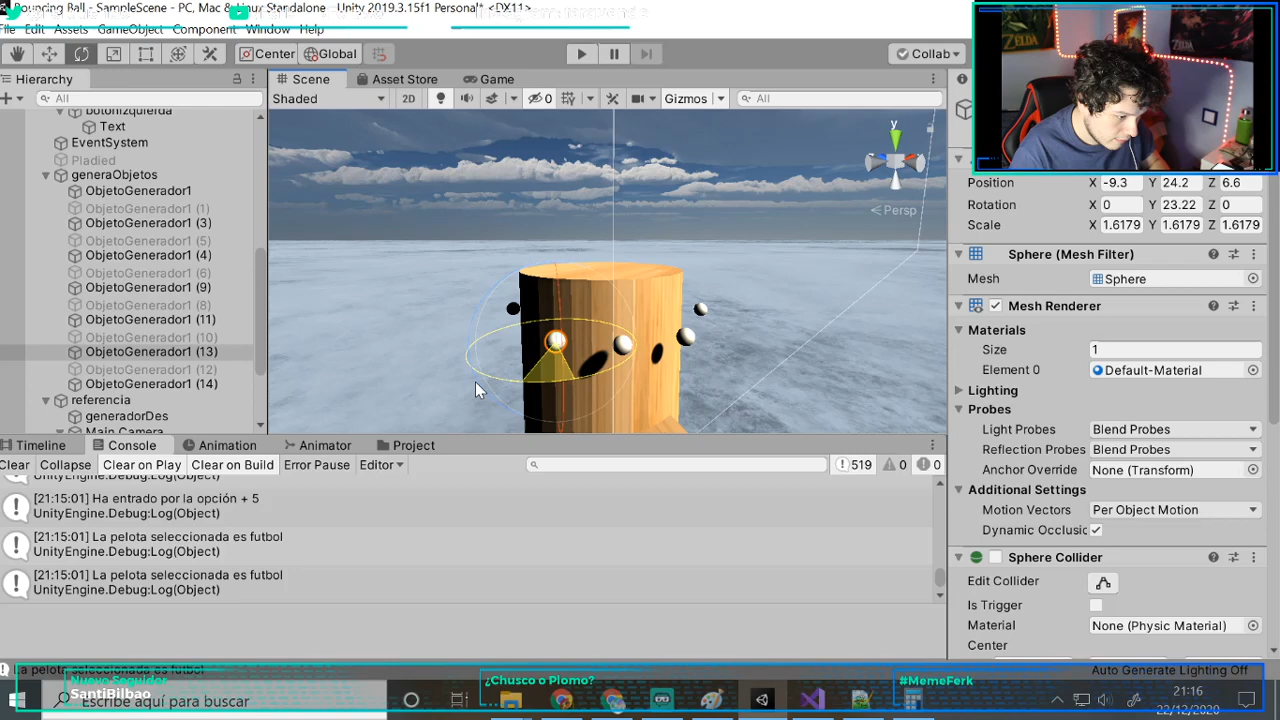 Bouncing Ball - SampleScene - PC, Mac & Linux Standalone - Unity 2019.3.15f1 Personal* <DX11>
File Edit Assets GameObject Component Window Help
Center Global Collab
Hierarchy Scene Asset Store Game
All Shaded 2D 0 Gizmos All
botonIzquierda
Text
EventSystem
Pladied
generaObjetos
ObjetoGenerador1
ObjetoGenerador1 (1)
ObjetoGenerador1 (3)
ObjetoGenerador1 (5)
ObjetoGenerador1 (4)
ObjetoGenerador1 (6)
ObjetoGenerador1 (9)
ObjetoGenerador1 (8)
ObjetoGenerador1 (11)
ObjetoGenerador1 (10)
ObjetoGenerador1 (13)
ObjetoGenerador1 (12)
ObjetoGenerador1 (14)
referencia
generadorDes
Main Camera
y
Persp
ZELDA
Position X -9.3 Y 24.2 Z 6.6
Rotation X 0 Y 23.22 Z 0
Scale X 1.6179 Y 1.6179 Z 1.6179
Sphere (Mesh Filter)
Mesh Sphere
Mesh Renderer
Materials
Size 1
Element 0 Default-Material
Lighting
Probes
Light Probes Blend Probes
Reflection Probes Blend Probes
Anchor Override None (Transform)
Additional Settings
Motion Vectors Per Object Motion
Dynamic Occlusic
Sphere Collider
Edit Collider
Is Trigger
Material None (Physic Material)
Center
Timeline Console Animation Animator Project
Clear Collapse Clear on Play Clear on Build Error Pause Editor 519 0 0
UnityEngine.Debug:Log(Object)
[21:15:01] Ha entrado por la opción + 5
UnityEngine.Debug:Log(Object)
[21:15:01] La pelota seleccionada es futbol
UnityEngine.Debug:Log(Object)
[21:15:01] La pelota seleccionada es futbol
UnityEngine.Debug:Log(Object)
La pelota seleccionada es futbol
Auto Generate Lighting Off
Nuevo Seguidor
SantiBilbao
¿Chusco o Plomo?
#MemeFerk
Escribe aquí para buscar
21:16
22/12/2020